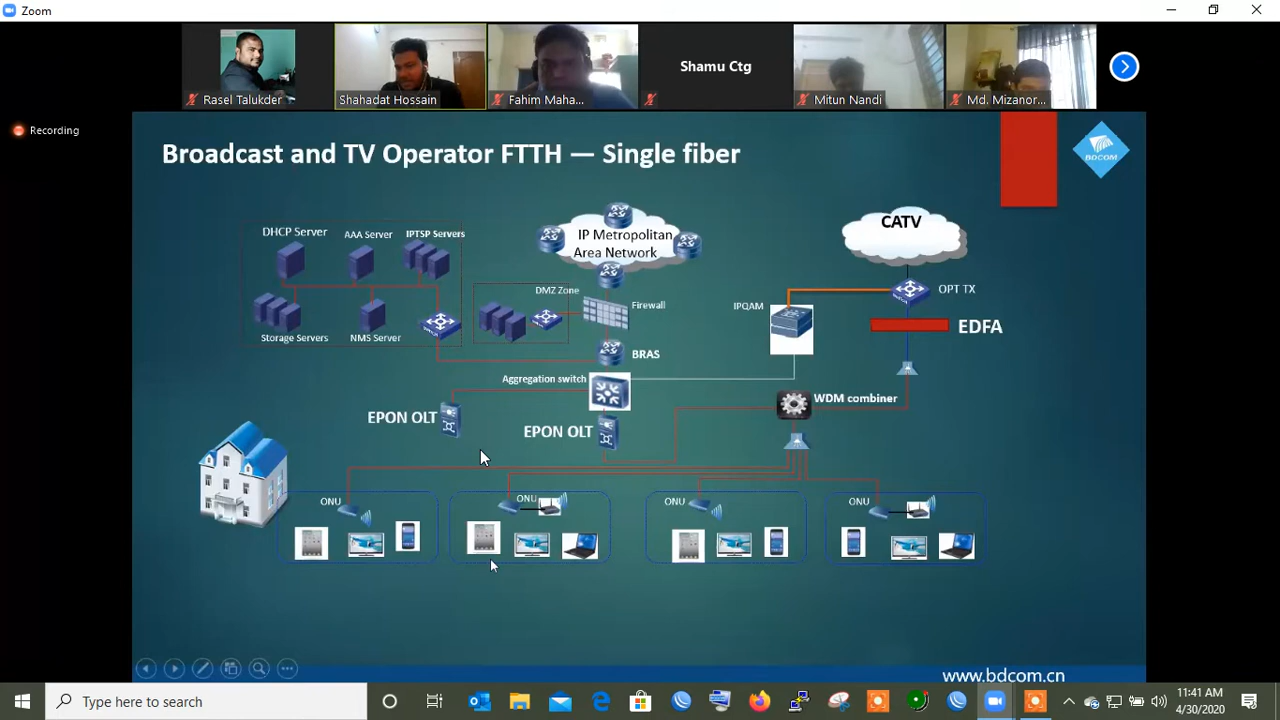 Zoom
Rasel Talukder
Shahadat Hossain
Fahim Maha...
Shamu Ctg
Mitun Nandi
Md. Mizanor...
Recording
Broadcast and TV Operator FTTH — Single fiber
BDCOM
DHCP Server
AAA Server
IPTSP Servers
IP Metropolitan
Area Network
CATV
DMZ Zone
Firewall
IPQAM
OPT TX
EDFA
Storage Servers
NMS Server
BRAS
Aggregation switch
WDM combiner
EPON OLT
EPON OLT
ONU
ONU
ONU
ONU
www.bdcom.cn
Type here to search
11:41 AM
4/30/2020